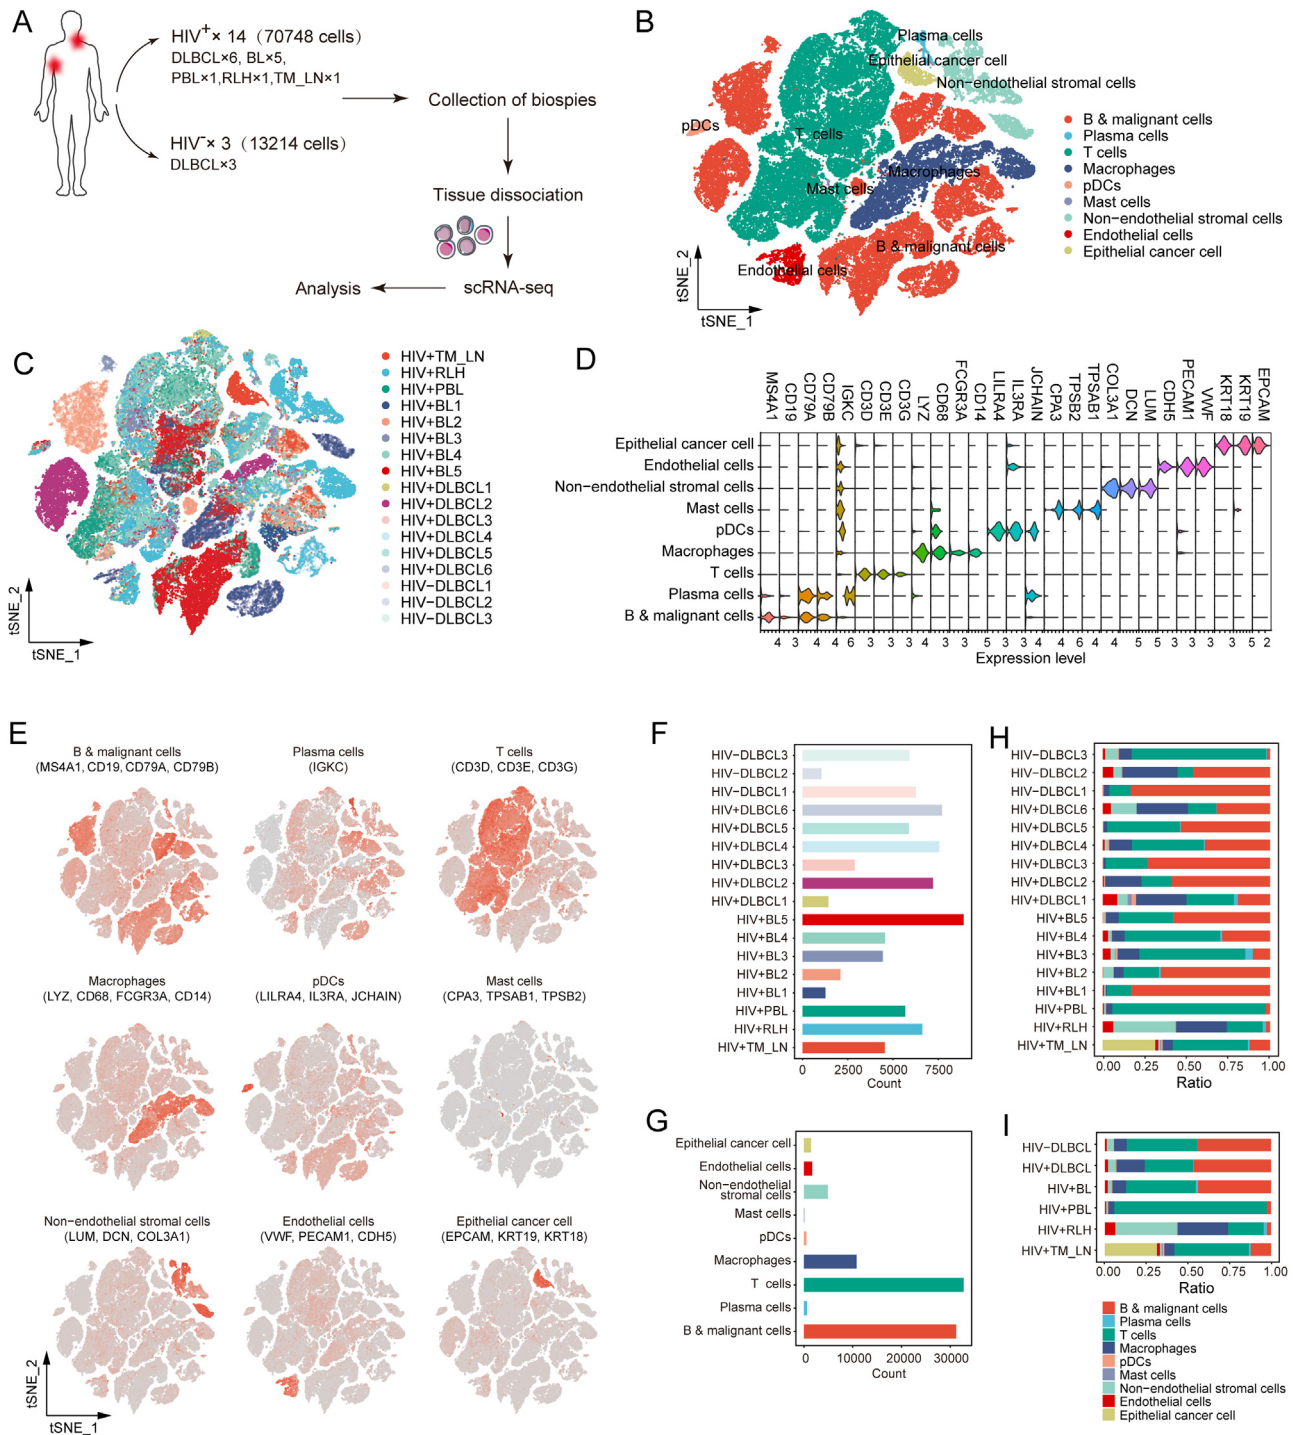 A
HIV+× 14（70748 cells）
DLBCL×6, BL×5,
PBL×1,RLH×1,TM_LN×1
HIV-× 3（13214 cells）
DLBCL×3
Collection of biospies
Tissue dissociation
scRNA-seq
Analysis
B
Plasma cells
Epithelial cancer cell
Non-endothelial stromal cells
pDCs
T cells
Macrophages
Mast cells
B & malignant cells
Endothelial cells
tSNE_2
tSNE_1
B & malignant cells
Plasma cells
T cells
Macrophages
pDCs
Mast cells
Non-endothelial stromal cells
Endothelial cells
Epithelial cancer cell
C
tSNE_2
tSNE_1
HIV+TM_LN
HIV+RLH
HIV+PBL
HIV+BL1
HIV+BL2
HIV+BL3
HIV+BL4
HIV+BL5
HIV+DLBCL1
HIV+DLBCL2
HIV+DLBCL3
HIV+DLBCL4
HIV+DLBCL5
HIV+DLBCL6
HIV−DLBCL1
HIV−DLBCL2
HIV−DLBCL3
D
MS4A1 CD19 CD79A CD79B IGKC CD3D CD3E CD3G LYZ CD68 FCGR3A CD14 LILRA4 IL3RA JCHAIN CPA3 TPSB2 TPSAB1 COL3A1 DCN LUM CDH5 PECAM1 VWF KRT18 KRT19 EPCAM
Epithelial cancer cell
Endothelial cells
Non-endothelial stromal cells
Mast cells
pDCs
Macrophages
T cells
Plasma cells
B & malignant cells
4 3 4 4 6 3 3 3 4 4 3 3 5 3 4 4 6 4 4 5 5 3 3 3 3 5 2
Expression level
E
B & malignant cells
(MS4A1, CD19, CD79A, CD79B)
Plasma cells
(IGKC)
T cells
(CD3D, CD3E, CD3G)
Macrophages
(LYZ, CD68, FCGR3A, CD14)
pDCs
(LILRA4, IL3RA, JCHAIN)
Mast cells
(CPA3, TPSAB1, TPSB2)
Non-endothelial stromal cells
(LUM, DCN, COL3A1)
Endothelial cells
(VWF, PECAM1, CDH5)
Epithelial cancer cell
(EPCAM, KRT19, KRT18)
tSNE_2
tSNE_1
F
HIV−DLBCL3
HIV−DLBCL2
HIV−DLBCL1
HIV+DLBCL6
HIV+DLBCL5
HIV+DLBCL4
HIV+DLBCL3
HIV+DLBCL2
HIV+DLBCL1
HIV+BL5
HIV+BL4
HIV+BL3
HIV+BL2
HIV+BL1
HIV+PBL
HIV+RLH
HIV+TM_LN
0 2500 5000 7500
Count
G
Epithelial cancer cell
Endothelial cells
Non−endothelial
stromal cells
Mast cells
pDCs
Macrophages
T cells
Plasma cells
B & malignant cells
0 10000 20000 30000
Count
H
HIV−DLBCL3
HIV−DLBCL2
HIV−DLBCL1
HIV+DLBCL6
HIV+DLBCL5
HIV+DLBCL4
HIV+DLBCL3
HIV+DLBCL2
HIV+DLBCL1
HIV+BL5
HIV+BL4
HIV+BL3
HIV+BL2
HIV+BL1
HIV+PBL
HIV+RLH
HIV+TM_LN
0.00 0.25 0.50 0.75 1.00
Ratio
I
HIV−DLBCL
HIV+DLBCL
HIV+BL
HIV+PBL
HIV+RLH
HIV+TM_LN
0.00 0.25 0.50 0.75 1.00
Ratio
B & malignant cells
Plasma cells
T cells
Macrophages
pDCs
Mast cells
Non-endothelial stromal cells
Endothelial cells
Epithelial cancer cell